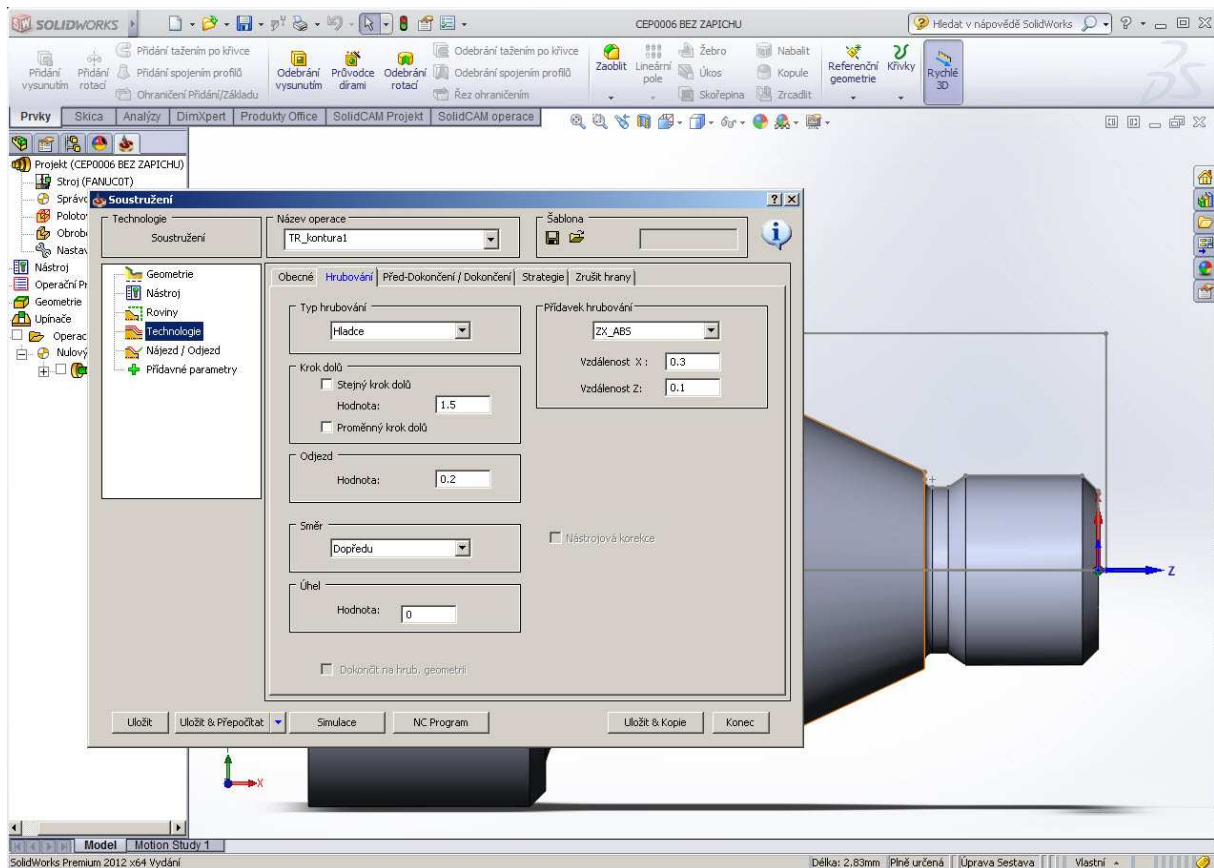 SOLIDWORKS
CEP0006 BEZ ZAPICHU
Hledat v nápovědě SolidWorks
Přidání vysunutím
Přidání rotací
Přidání tažením po křivce
Přidání spojením profilů
Ohraničení Přidání/Základu
Odebrání vysunutím
Průvodce dírami
Odebrání rotací
Odebrání tažením po křivce
Odebrání spojením profilů
Řez ohraničením
Zaoblit
Lineární pole
Žebro
Úkos
Skořepina
Nabalit
Kopule
Zrcadlit
Referenční geometrie
Křivky
Rychlé 3D
Prvky
Skica
Analýzy
DimXpert
Produkty Office
SolidCAM Projekt
SolidCAM operace
Projekt (CEP0006 BEZ ZAPICHU)
Stroj (FANUC0T)
Správc
Poloto
Obrob
Nastav
Nástroj
Operační Pr
Geometrie
Upínače
Operac
Nulový
Soustružení
Technologie
Soustružení
Název operace
TR_kontura1
Šablona
Geometrie
Nástroj
Roviny
Technologie
Nájezd / Odjezd
Přídavné parametry
Obecné
Hrubování
Před-Dokončení / Dokončení
Strategie
Zrušit hrany
Typ hrubování
Hladce
Krok dolů
Stejný krok dolů
Hodnota: 1.5
Proměnný krok dolů
Odjezd
Hodnota: 0.2
Směr
Dopředu
Úhel
Hodnota: 0
Dokončit na hrub. geometrii
Přídavek hrubování
ZX_ABS
Vzdálenost X : 0.3
Vzdálenost Z: 0.1
Nástrojová korekce
Uložit
Uložit & Přepočítat
Simulace
NC Program
Uložit & Kopie
Konec
Z
X
Model
Motion Study 1
SolidWorks Premium 2012 x64 Vydání
Délka: 2.83mm
Plně určená
Úprava Sestava
Vlastní